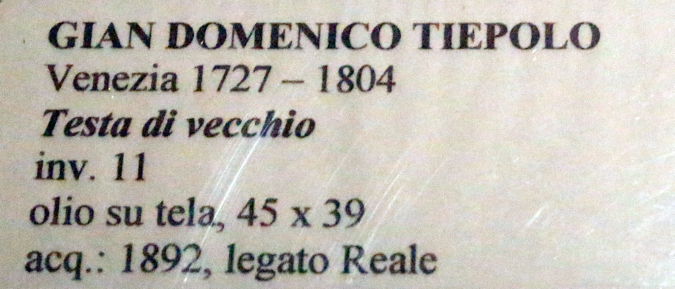 GIAN DOMENICO TIEPOLO
Venezia 1727 – 1804
Testa di vecchio
inv. 11
olio su tela, 45 x 39
acq.: 1892, legato Reale